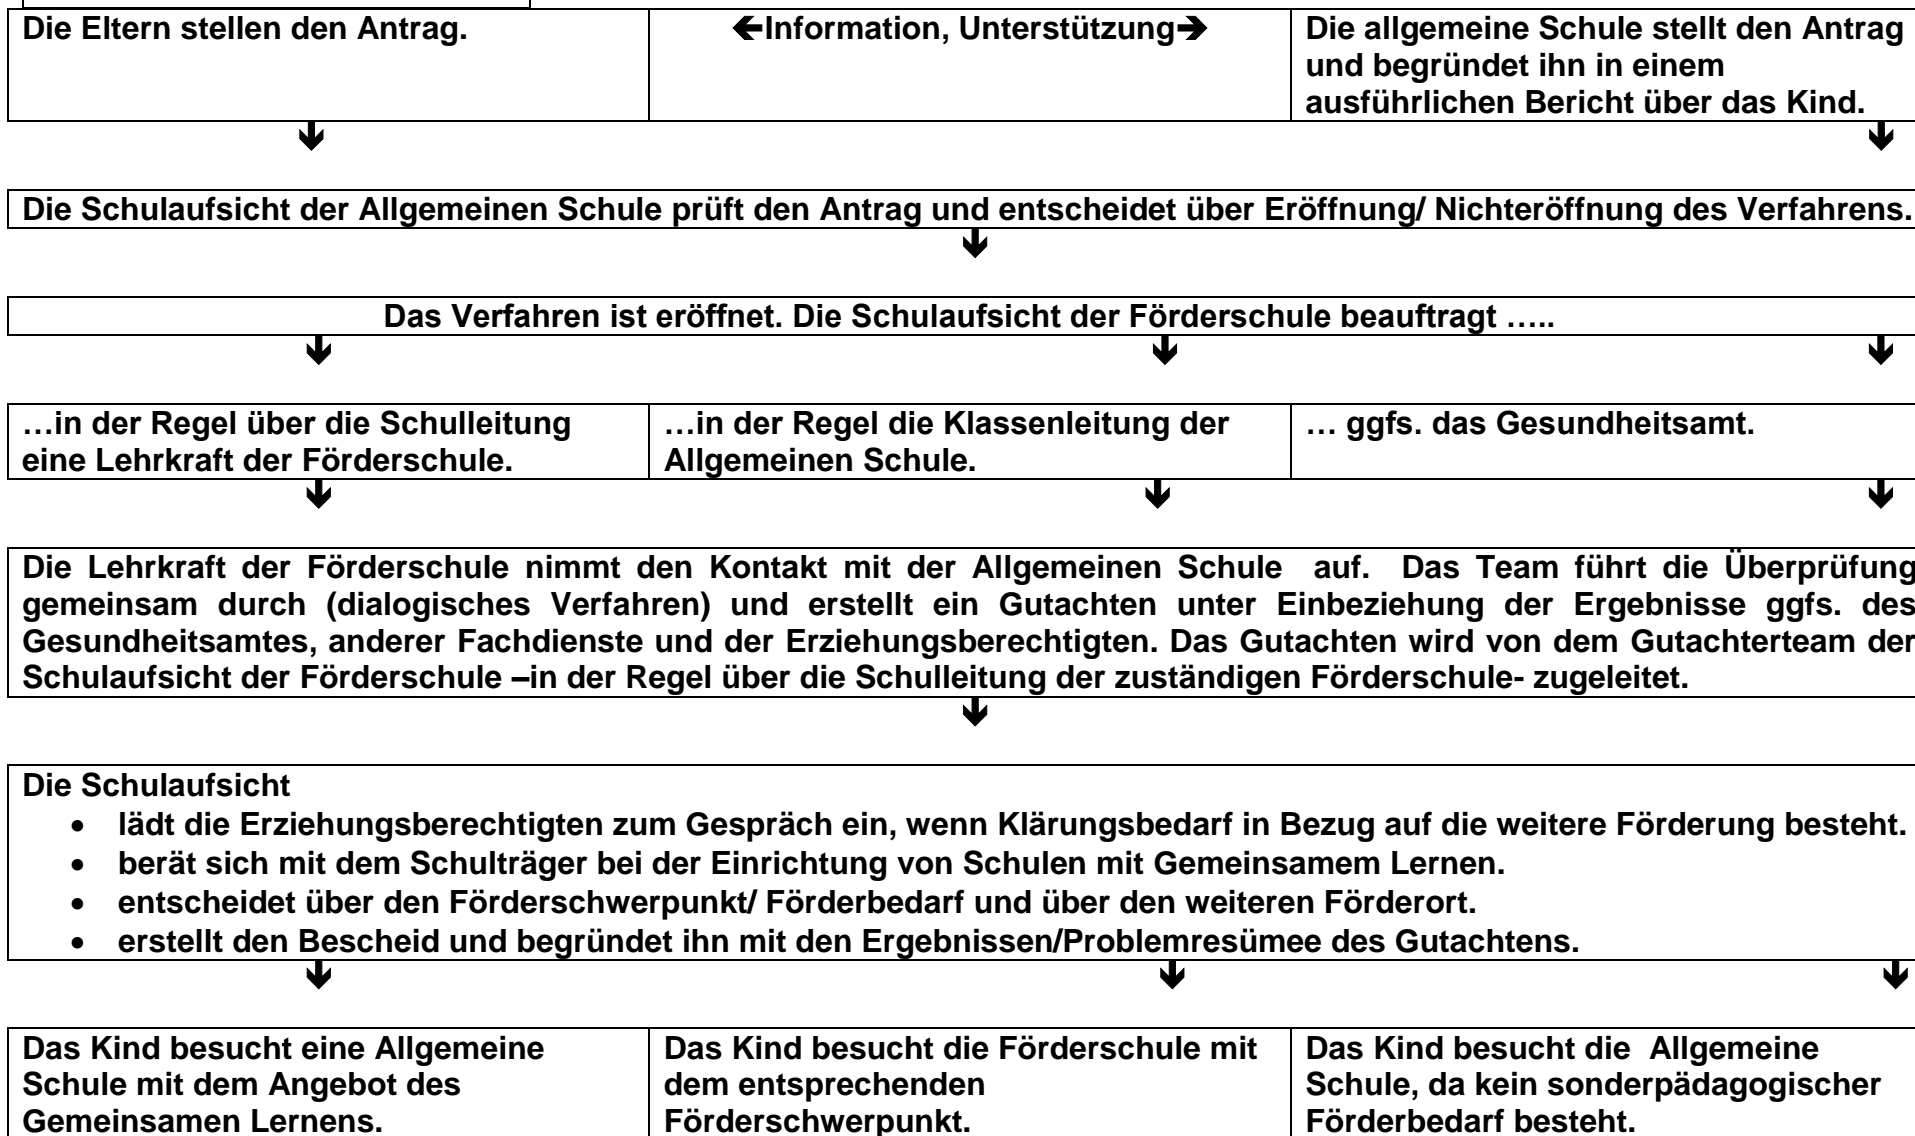 Die Eltern stellen den Antrag.
🡸Information, Unterstützung🡺
Die allgemeine Schule stellt den Antrag
und begründet ihn in einem
ausführlichen Bericht über das Kind.
Die Schulaufsicht der Allgemeinen Schule prüft den Antrag und entscheidet über Eröffnung/ Nichteröffnung des Verfahrens.
Das Verfahren ist eröffnet. Die Schulaufsicht der Förderschule beauftragt …..
…in der Regel über die Schulleitung
eine Lehrkraft der Förderschule.
…in der Regel die Klassenleitung der
Allgemeinen Schule.
… ggfs. das Gesundheitsamt.
Die Lehrkraft der Förderschule nimmt den Kontakt mit der Allgemeinen Schule auf. Das Team führt die Überprüfung
gemeinsam durch (dialogisches Verfahren) und erstellt ein Gutachten unter Einbeziehung der Ergebnisse ggfs. des
Gesundheitsamtes, anderer Fachdienste und der Erziehungsberechtigten. Das Gutachten wird von dem Gutachterteam der
Schulaufsicht der Förderschule –in der Regel über die Schulleitung der zuständigen Förderschule- zugeleitet.
Die Schulaufsicht
• lädt die Erziehungsberechtigten zum Gespräch ein, wenn Klärungsbedarf in Bezug auf die weitere Förderung besteht.
• berät sich mit dem Schulträger bei der Einrichtung von Schulen mit Gemeinsamem Lernen.
• entscheidet über den Förderschwerpunkt/ Förderbedarf und über den weiteren Förderort.
• erstellt den Bescheid und begründet ihn mit den Ergebnissen/Problemresümee des Gutachtens.
Das Kind besucht eine Allgemeine
Schule mit dem Angebot des
Gemeinsamen Lernens.
Das Kind besucht die Förderschule mit
dem entsprechenden
Förderschwerpunkt.
Das Kind besucht die Allgemeine
Schule, da kein sonderpädagogischer
Förderbedarf besteht.